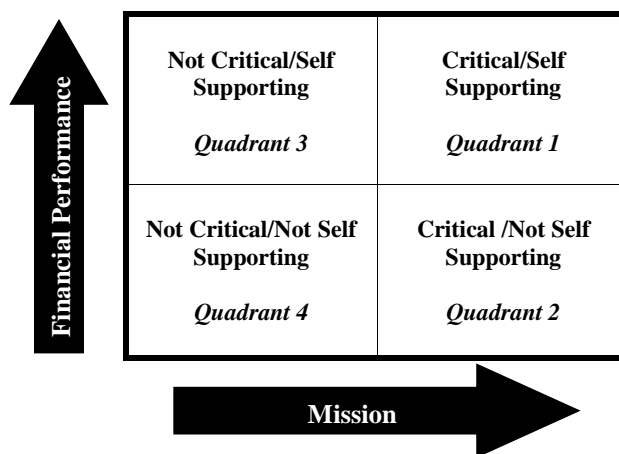 Financial Performance
Not Critical/Self
Supporting
Quadrant 3
Critical/Self
Supporting
Quadrant 1
Not Critical/Not Self
Supporting
Quadrant 4
Critical /Not Self
Supporting
Quadrant 2
Mission